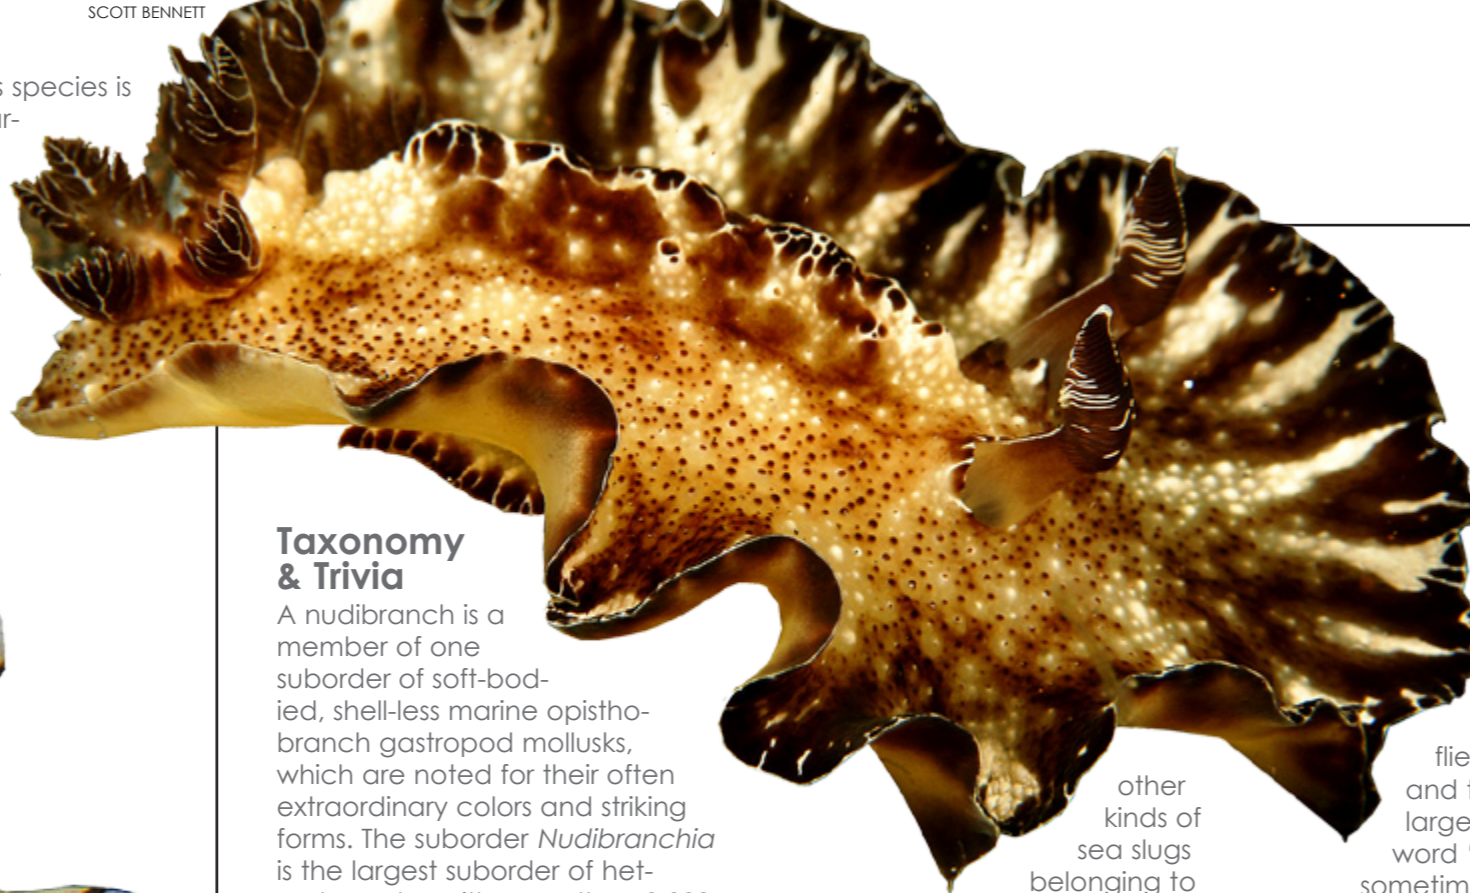 SCOTT BENNETT
species is
Taxonomy
& Trivia
A nudibranch is a
member of one
suborder of soft-bod-
ied, shell-less marine opistho-
branch gastropod mollusks,
which are noted for their often
extraordinary colors and striking
forms. The suborder Nudibranchia
is the largest suborder of het-
other
kinds of
sea slugs
belonging to
and
large
word